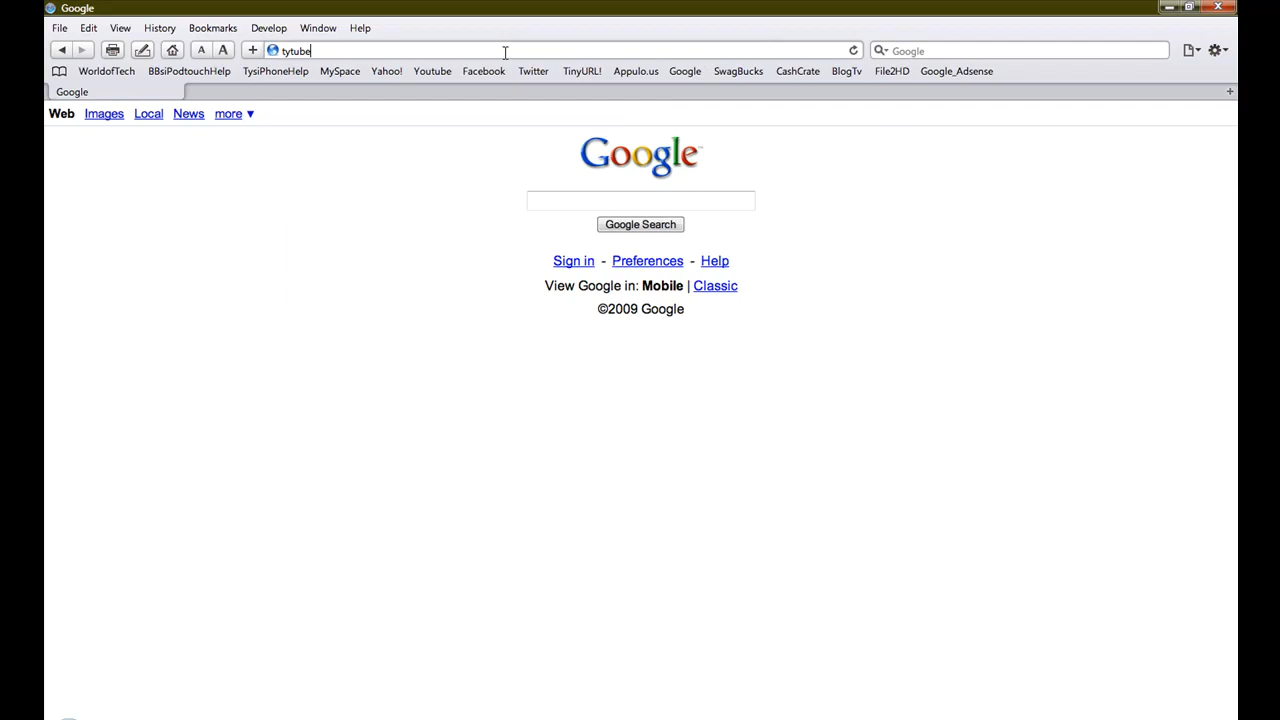 Google
File Edit View History Bookmarks Develop Window Help
A A + tytube Google
WorldofTech BBsiPodtouchHelp TysiPhoneHelp MySpace Yahoo! Youtube Facebook Twitter TinyURL! Appulo.us Google SwagBucks CashCrate BlogTv File2HD Google_Adsense
Google +
Web Images Local News more ▼
Google™
Google Search
Sign in - Preferences - Help
View Google in: Mobile | Classic
©2009 Google